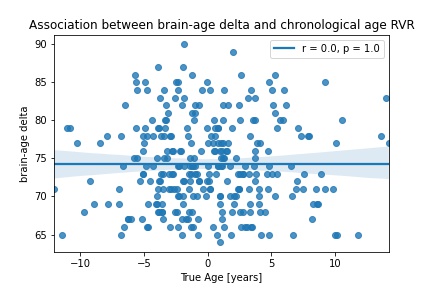 Association between brain-age delta and chronological age RVR
r = 0.0, p = 1.0
brain-age delta
90
85
80
75
70
65
−10
−5
0
5
10
True Age [years]